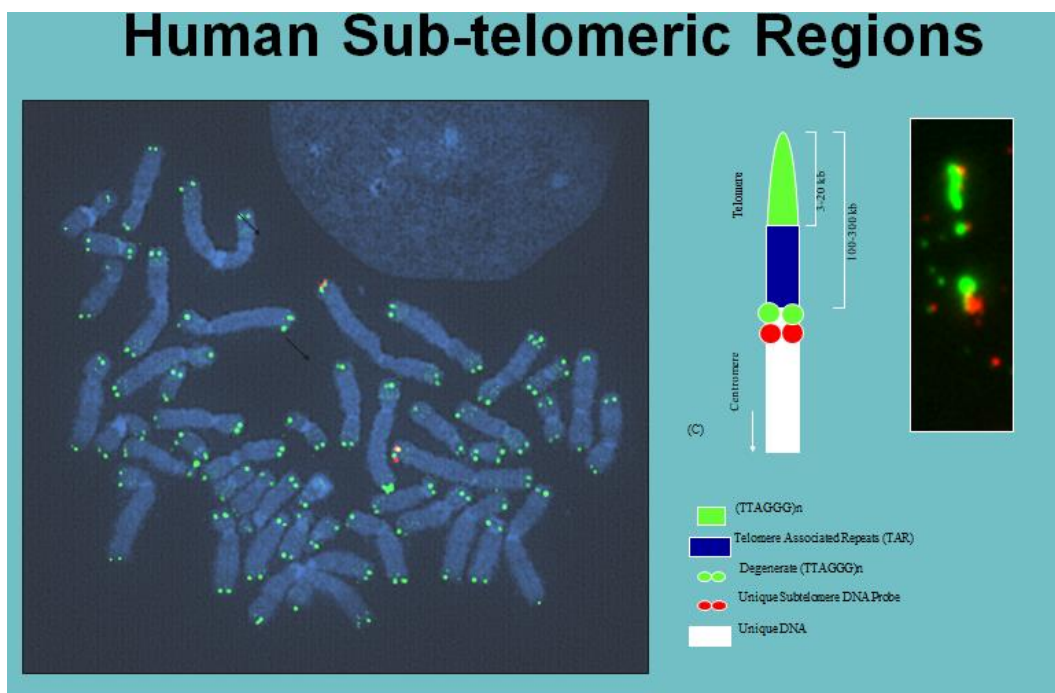 Human Sub-telomeric Regions
Telomere
3-20 kb
100-300 kb
Centromere
(C)
(TTAGGG)n
Telomere Associated Repeats (TAR)
Degenerate (TTAGGG)n
Unique Subtelomere DNA Probe
Unique DNA